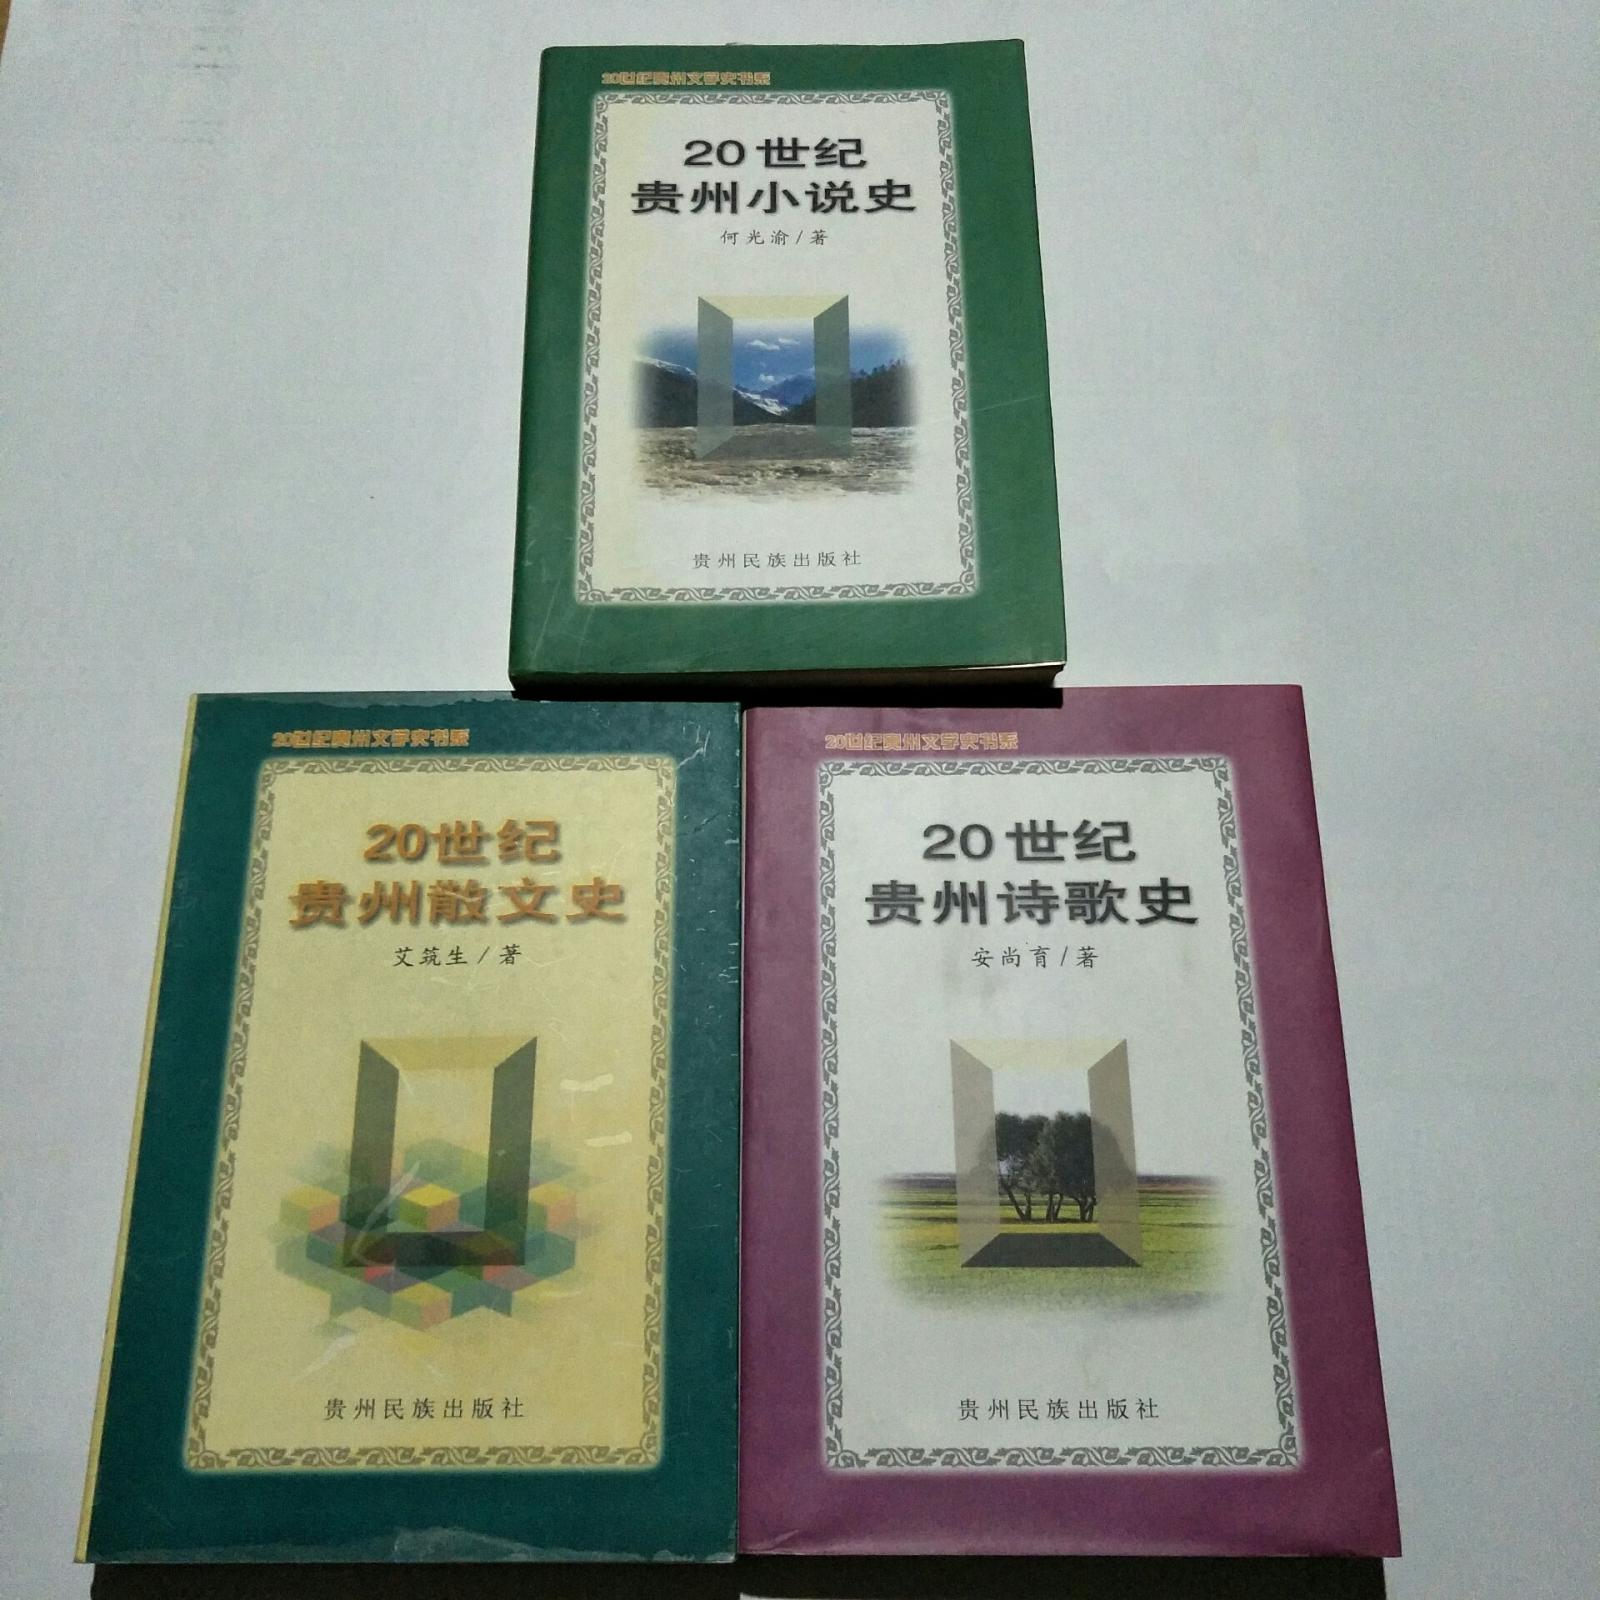 20世纪贵州文学史书系
20世纪
贵州小说史
何光渝/著
贵州民族出版社
20世纪贵州文学史书系
20世纪
贵州散文史
艾筑生/著
贵州民族出版社
20世纪贵州文学史书系
20世纪
贵州诗歌史
安尚育/著
贵州民族出版社